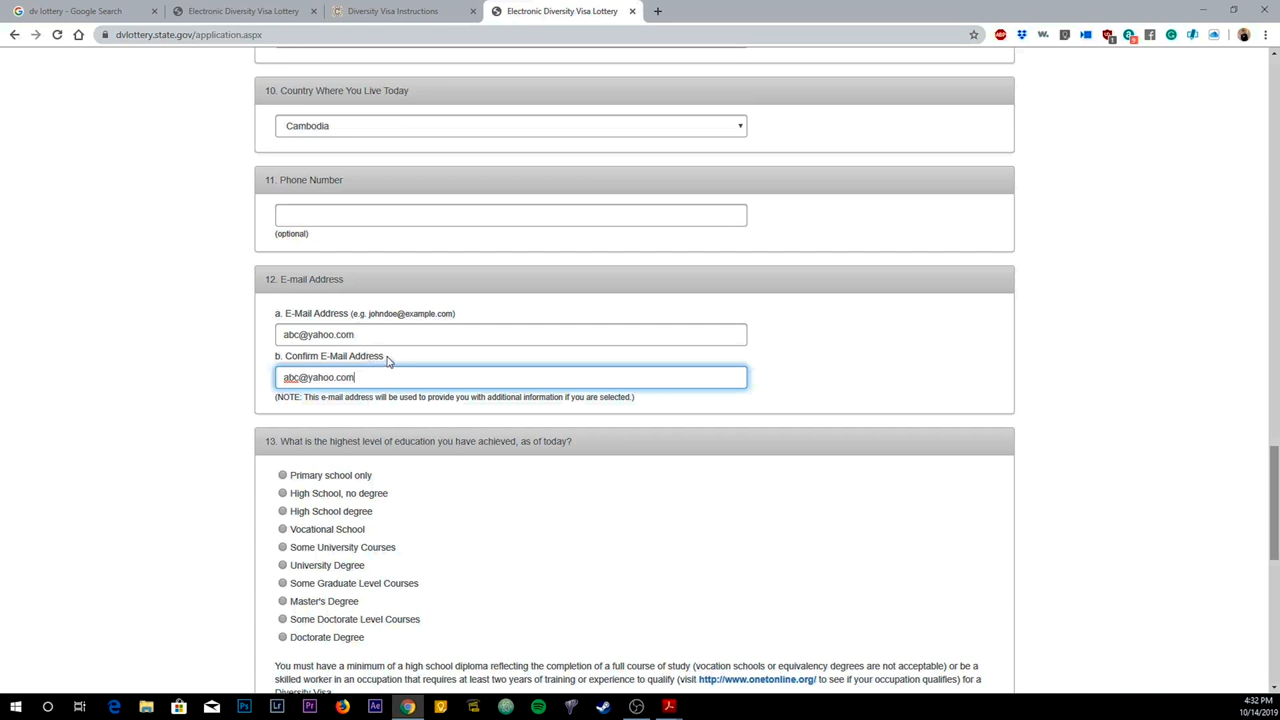 dv lottery - Google Search
Electronic Diversity Visa Lottery
Diversity Visa Instructions
Electronic Diversity Visa Lottery
dvlottery.state.gov/application.aspx
10. Country Where You Live Today
Cambodia
11. Phone Number
(optional)
12. E-mail Address
a. E-Mail Address (e.g. johndoe@example.com)
abc@yahoo.com
b. Confirm E-Mail Address
abc@yahoo.com
(NOTE: This e-mail address will be used to provide you with additional information if you are selected.)
13. What is the highest level of education you have achieved, as of today?
Primary school only
High School, no degree
High School degree
Vocational School
Some University Courses
University Degree
Some Graduate Level Courses
Master's Degree
Some Doctorate Level Courses
Doctorate Degree
You must have a minimum of a high school diploma reflecting the completion of a full course of study (vocation schools or equivalency degrees are not acceptable) or be a
skilled worker in an occupation that requires at least two years of training or experience to qualify (visit http://www.onetonline.org/ to see if your occupation qualifies) for a
Diversity Visa.
4:32 PM
10/14/2019